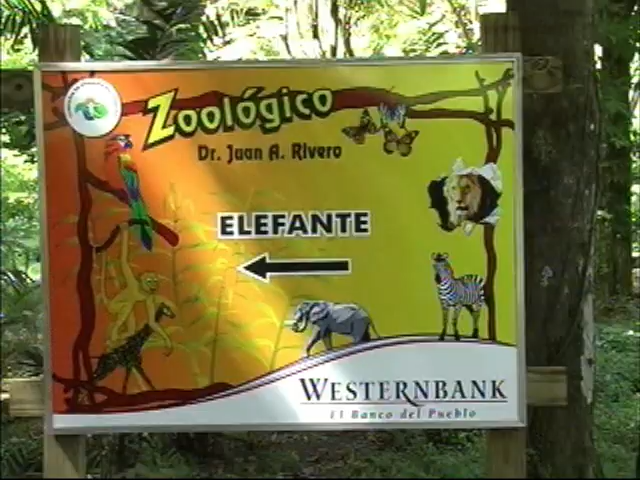 Zoológico
Dr. Juan A. Rivero
ELEFANTE
WESTERNBANK
El Banco del Pueblo